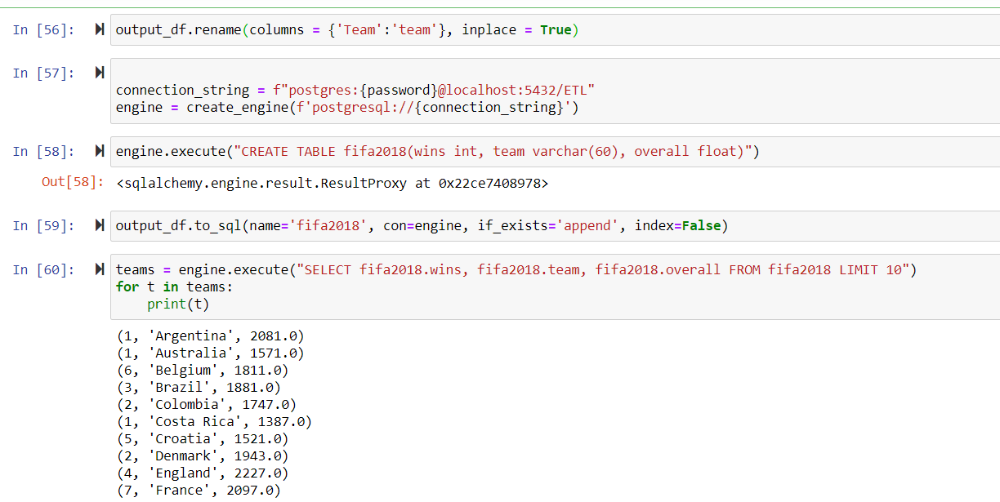 In [56]: output_df.rename(columns = {'Team':'team'}, inplace = True)
In [57]:
connection_string = f"postgres:{password}@localhost:5432/ETL"
engine = create_engine(f'postgresql://{connection_string}')
In [58]: engine.execute("CREATE TABLE fifa2018(wins int, team varchar(60), overall float)")
Out[58]: <sqlalchemy.engine.result.ResultProxy at 0x22ce7408978>
In [59]: output_df.to_sql(name='fifa2018', con=engine, if_exists='append', index=False)
In [60]: teams = engine.execute("SELECT fifa2018.wins, fifa2018.team, fifa2018.overall FROM fifa2018 LIMIT 10")
for t in teams:
    print(t)
(1, 'Argentina', 2081.0)
(1, 'Australia', 1571.0)
(6, 'Belgium', 1811.0)
(3, 'Brazil', 1881.0)
(2, 'Colombia', 1747.0)
(1, 'Costa Rica', 1387.0)
(5, 'Croatia', 1521.0)
(2, 'Denmark', 1943.0)
(4, 'England', 2227.0)
(7, 'France', 2097.0)